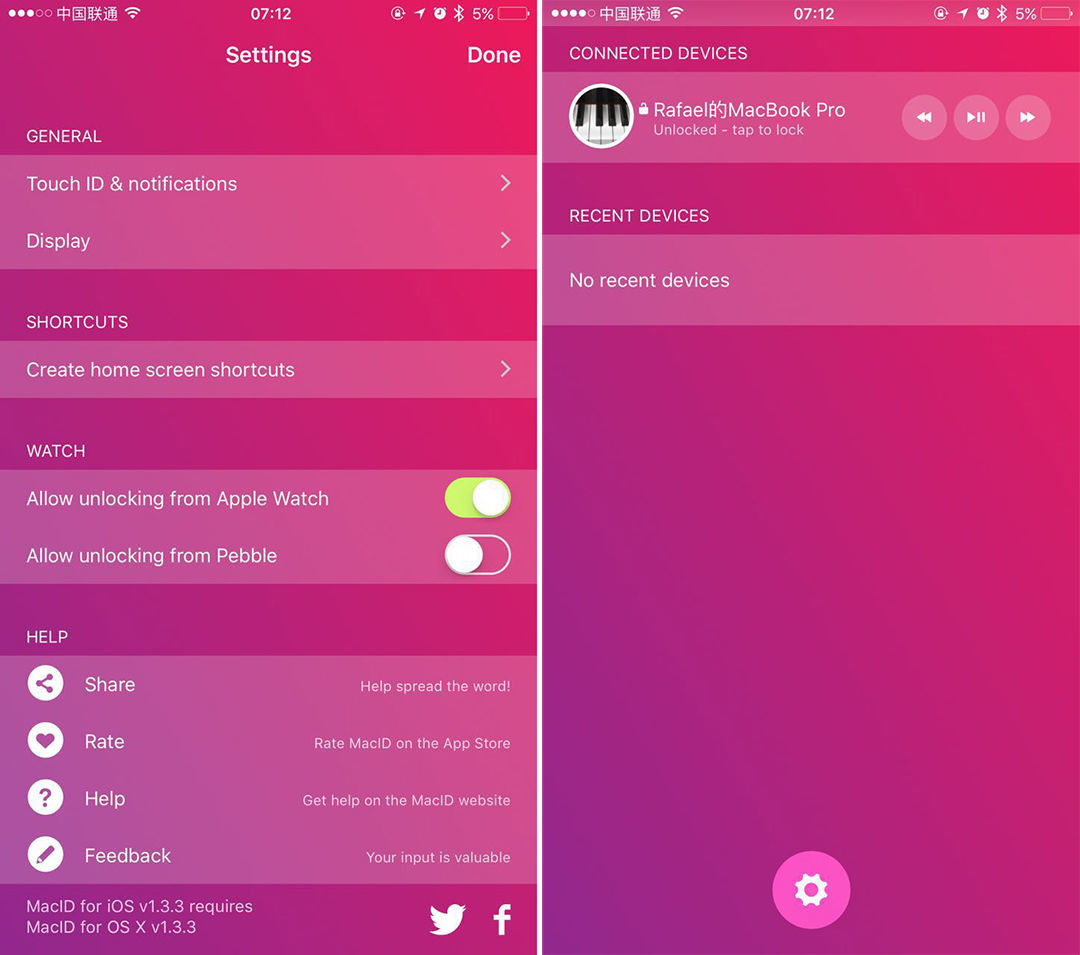 中国联通 07:12 5%
Settings Done
GENERAL
Touch ID & notifications
Display
SHORTCUTS
Create home screen shortcuts
WATCH
Allow unlocking from Apple Watch
Allow unlocking from Pebble
HELP
Share Help spread the word!
Rate Rate MacID on the App Store
Help Get help on the MacID website
Feedback Your input is valuable
MacID for iOS v1.3.3 requires
MacID for OS X v1.3.3
中国联通 07:12 5%
CONNECTED DEVICES
Rafael的MacBook Pro
Unlocked - tap to lock
RECENT DEVICES
No recent devices